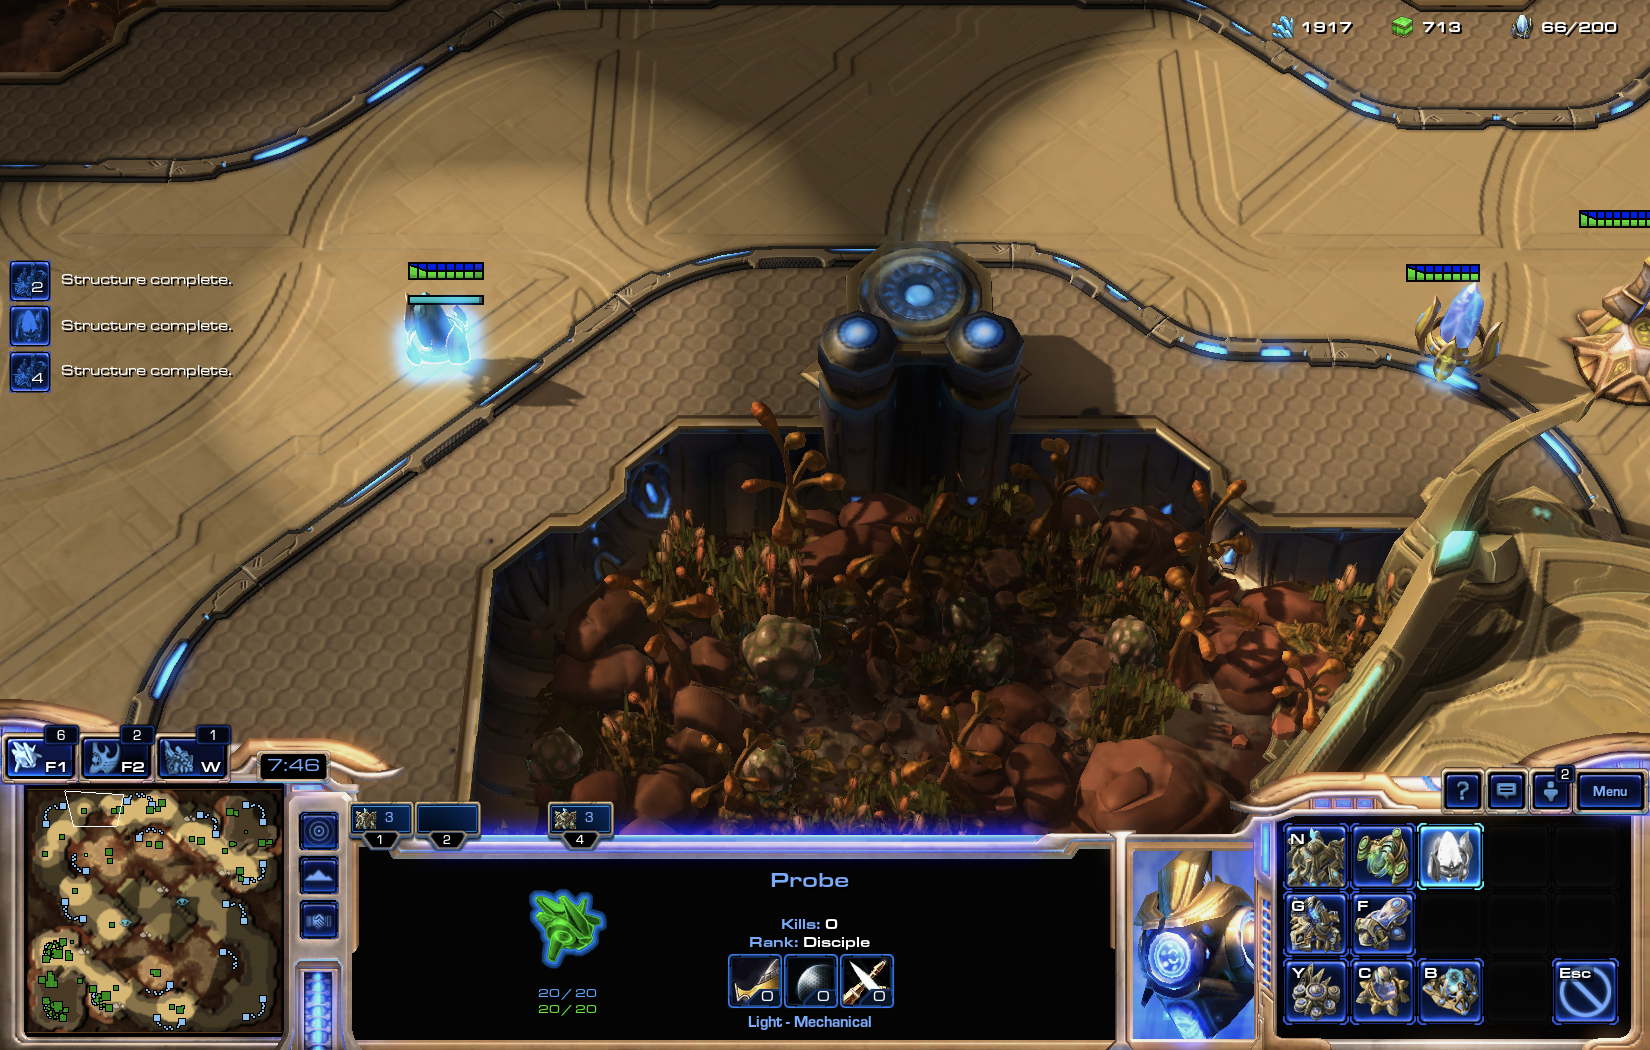 1917 713 66/200
2 Structure complete.
Structure complete.
4 Structure complete.
6 2 1
F1 F2 W
7:46
2
? Menu
3 3
1 2 4
Probe
Kills: 0
Rank: Disciple
0 0 0
20/20
20/20
Light - Mechanical
N
G F
Y C B Esc